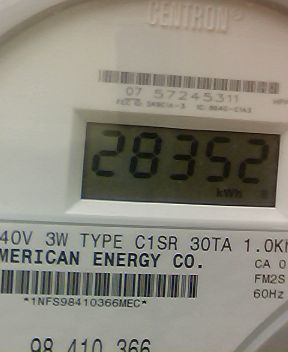 CENTRON®
07 57245311
28352
kWh
40V 3W TYPE C1SR 30TA 1.0K
MERICAN ENERGY CO.
CA 0
FM2S
60Hz
*1NFS98410366MEC*
98 410 366